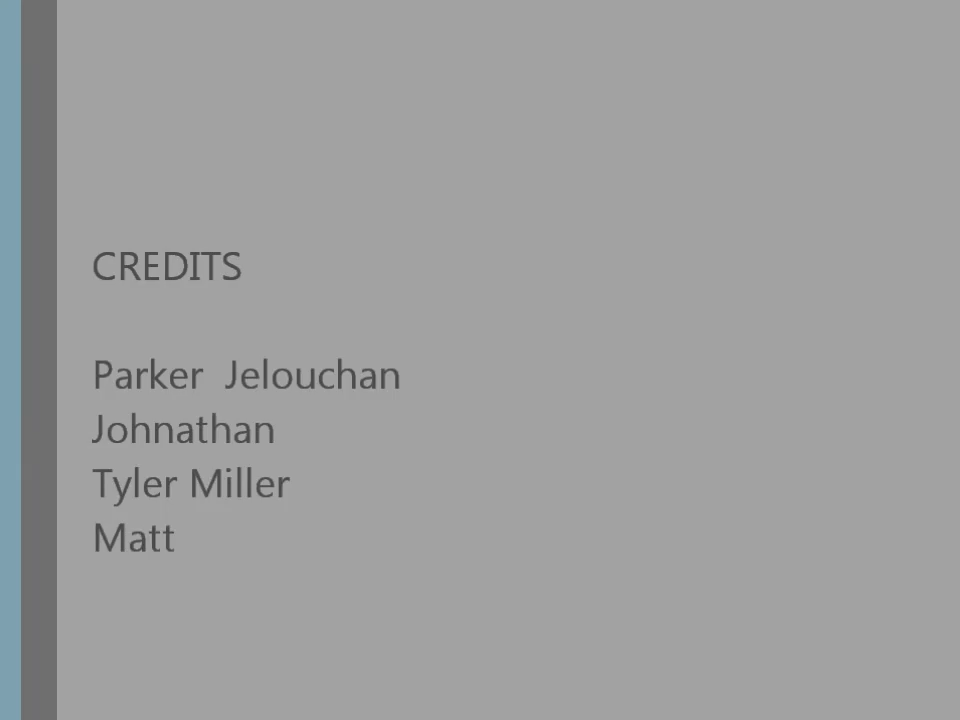 CREDITS
Parker  Jelouchan
Johnathan
Tyler Miller
Matt